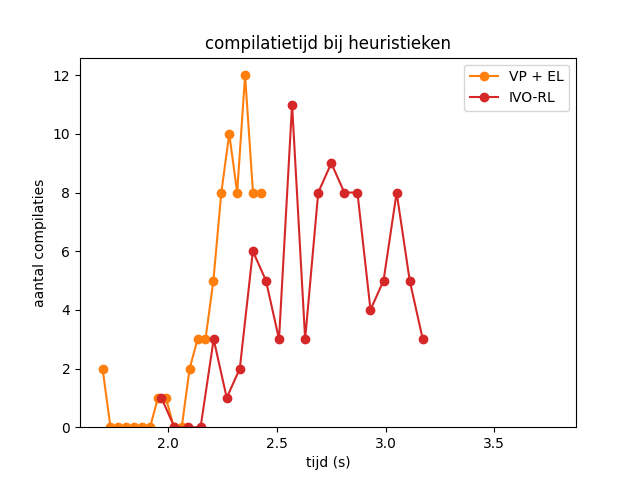 compilatietijd bij heuristieken
VP + EL
IVO-RL
12
10
8
6
4
2
0
aantal compilaties
2.0
2.5
3.0
3.5
tijd (s)